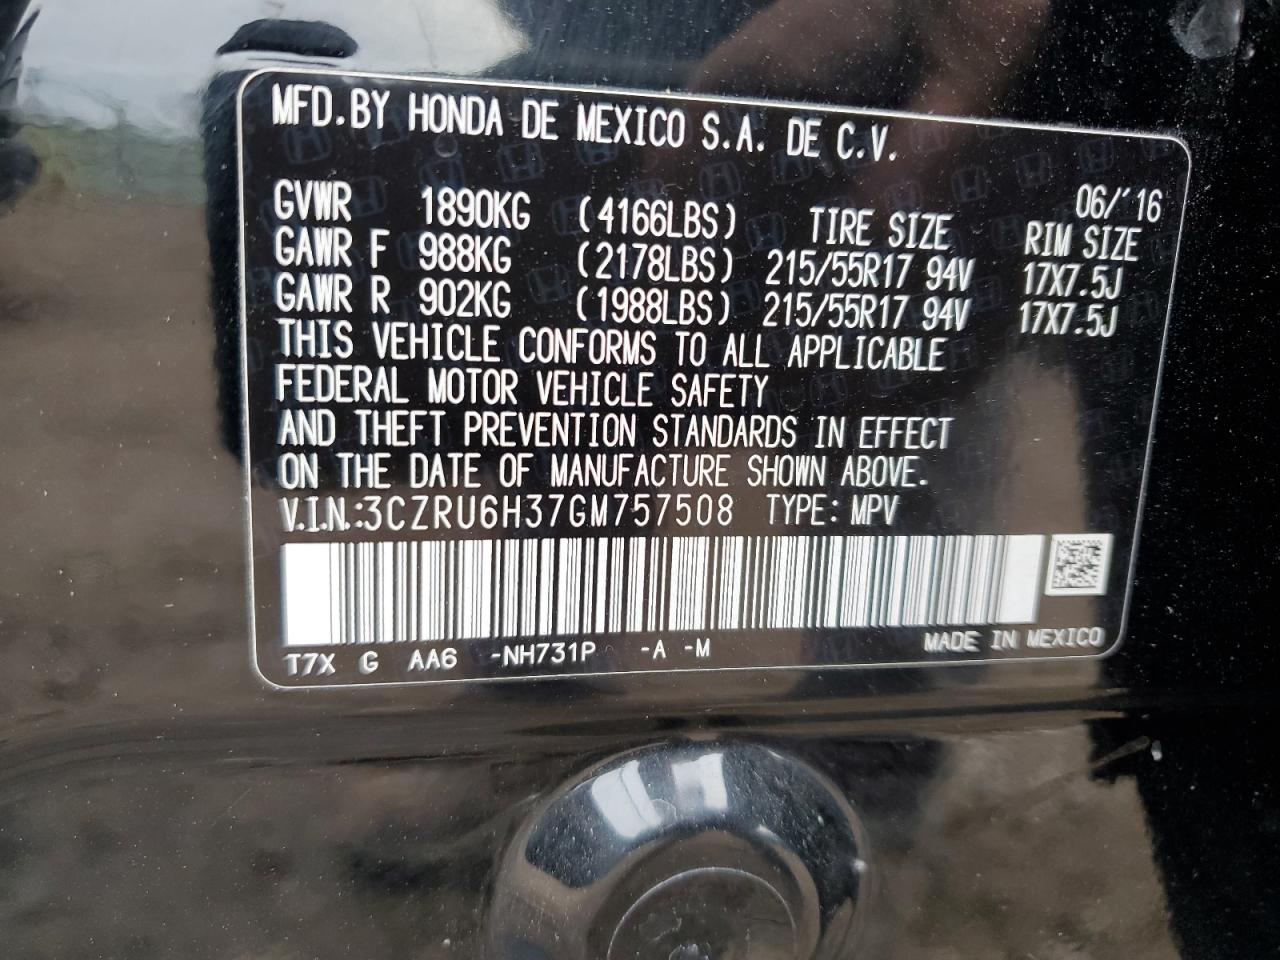 MFD.BY HONDA DE MEXICO S.A. DE C.V.
06/'16
GVWR 1890KG (4166LBS) TIRE SIZE RIM SIZE
GAWR F 988KG (2178LBS) 215/55R17 94V 17X7.5J
GAWR R 902KG (1988LBS) 215/55R17 94V 17X7.5J
THIS VEHICLE CONFORMS TO ALL APPLICABLE
FEDERAL MOTOR VEHICLE SAFETY
AND THEFT PREVENTION STANDARDS IN EFFECT
ON THE DATE OF MANUFACTURE SHOWN ABOVE.
V.I.N.:3CZRU6H37GM757508 TYPE: MPV
T7X G AA6 -NH731P -A -M MADE IN MEXICO